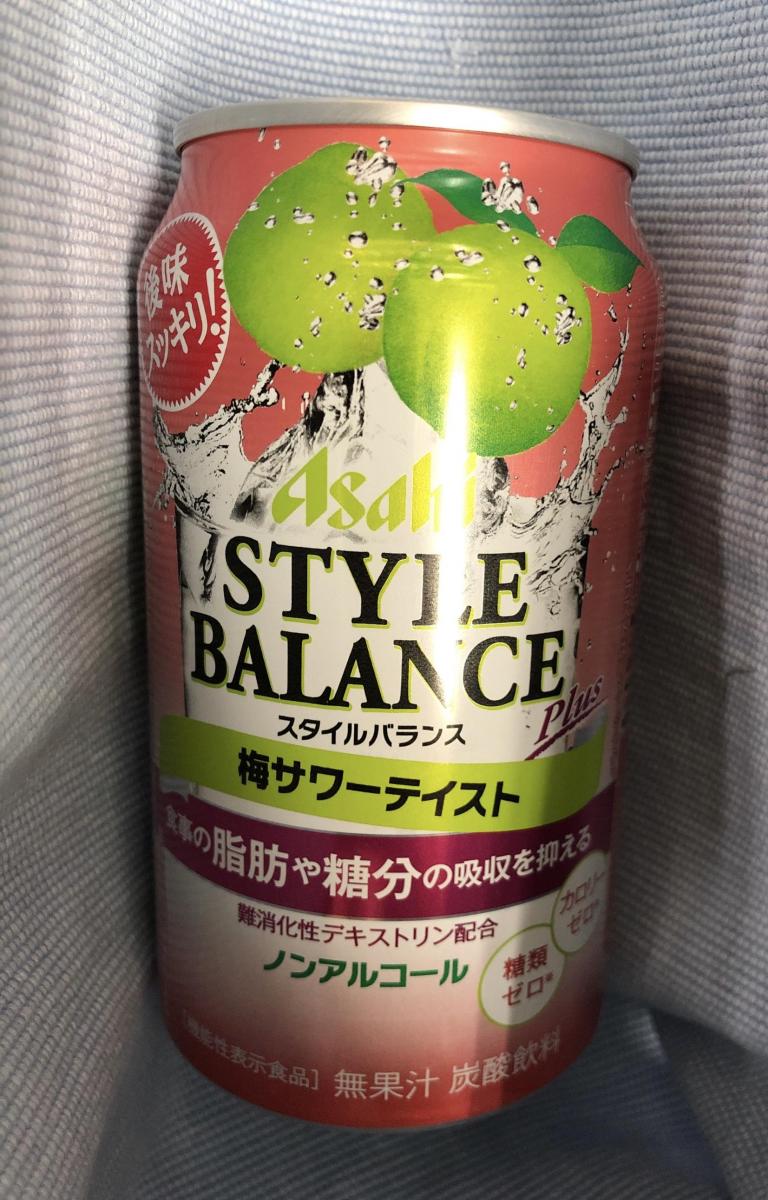 後味
スッキリ!
Asahi
STYLE
BALANCE
Plus
スタイルバランス
梅サワーテイスト
食事の脂肪や糖分の吸収を抑える
難消化性デキストリン配合
カロリー
ゼロ※
ノンアルコール
糖類
ゼロ※
[機能性表示食品] 無果汁 炭酸飲料